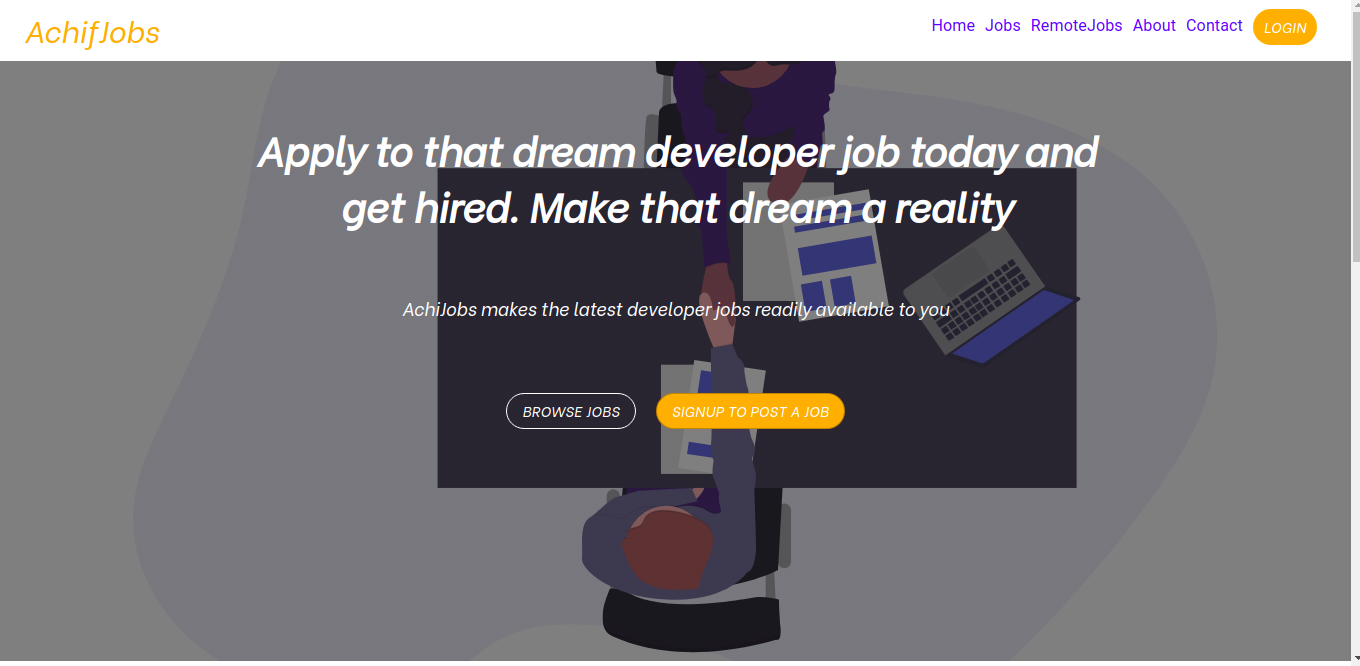 AchifJobs
Home Jobs RemoteJobs About Contact LOGIN
Apply to that dream developer job today and
get hired. Make that dream a reality
AchiJobs makes the latest developer jobs readily available to you
BROWSE JOBS SIGNUP TO POST A JOB